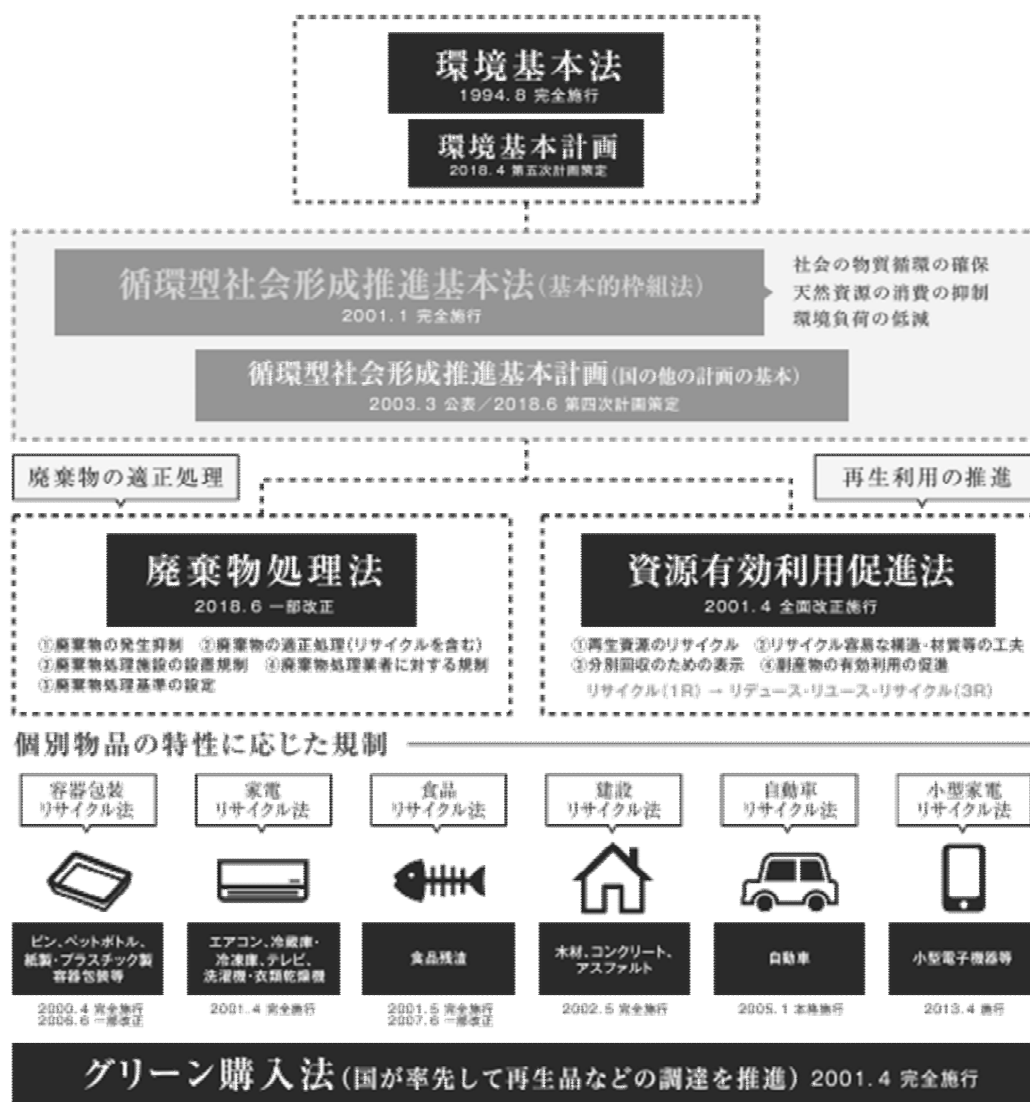 環境基本法
1994.8 完全施行
環境基本計画
2018.4 第五次計画策定
循環型社会形成推進基本法(基本的枠組法)
2001.1 完全施行
社会の物質循環の確保
天然資源の消費の抑制
環境負荷の低減
循環型社会形成推進基本計画(国の他の計画の基本)
2003.3 公表/2018.6 第四次計画策定
廃棄物の適正処理
再生利用の推進
廃棄物処理法
2018.6 一部改正
①廃棄物の発生抑制 ②廃棄物の適正処理(リサイクルを含む)
③廃棄物処理施設の設置規制 ④廃棄物処理業者に対する規制
⑤廃棄物処理基準の設定
資源有効利用促進法
2001.4 全面改正施行
①再生資源のリサイクル ②リサイクル容易な構造・材質等の工夫
③分別回収のための表示 ④副産物の有効利用の促進
リサイクル(1R) → リデュース・リユース・リサイクル(3R)
個別物品の特性に応じた規制
容器包装
リサイクル法
家電
リサイクル法
食品
リサイクル法
建設
リサイクル法
自動車
リサイクル法
小型家電
リサイクル法
ビン、ペットボトル、
紙製・プラスチック製
容器包装等
エアコン、冷蔵庫・
冷凍庫、テレビ、
洗濯機・衣類乾燥機
食品残渣
木材、コンクリート、
アスファルト
自動車
小型電子機器等
2000.4 完全施行
2006.6 一部改正
2001.4 完全施行
2001.5 完全施行
2007.6 一部改正
2002.5 完全施行
2005.1 本格施行
2013.4 施行
グリーン購入法(国が率先して再生品などの調達を推進) 2001.4 完全施行